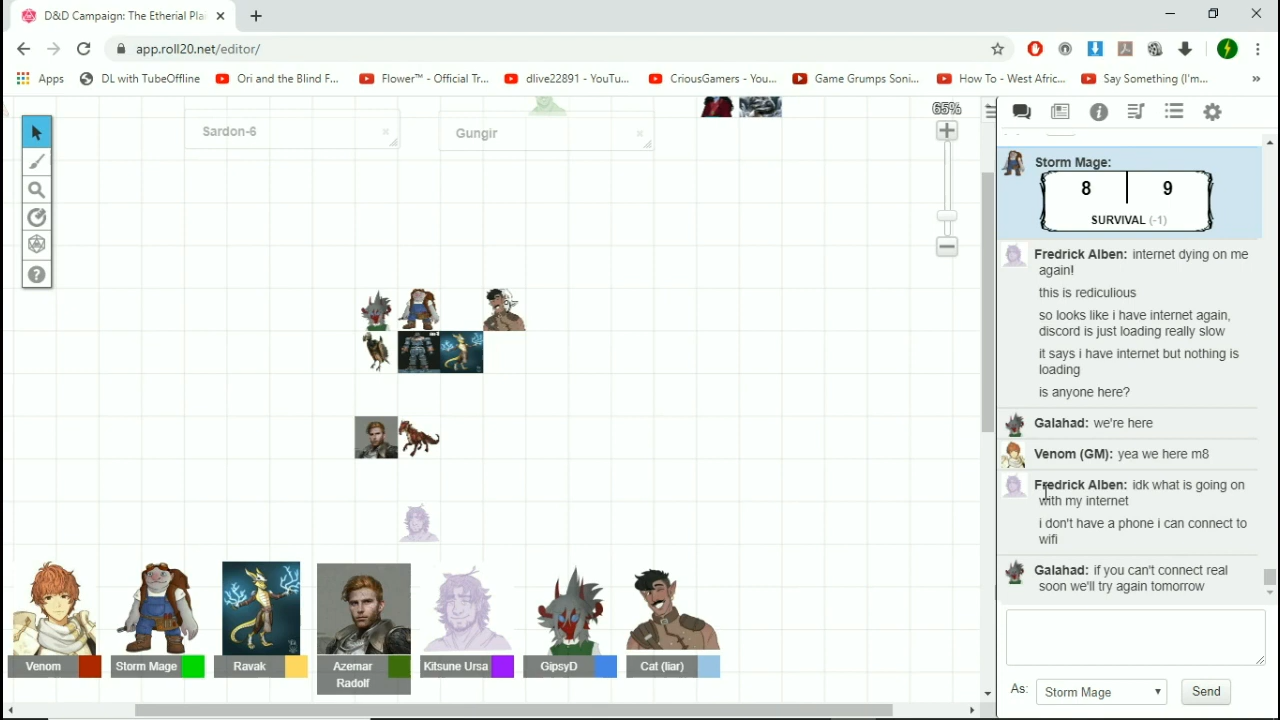 D&D Campaign: The Etherial Pla
app.roll20.net/editor/
Apps
DL with TubeOffline
Ori and the Blind F...
Flower™ - Official Tr...
dlive22891 - YouTu...
CriousGamers - You...
Game Grumps Soni...
How To - West Afric...
Say Something (I'm...
»
Sardon-6
Gungir
65%
Storm Mage:
8 9
SURVIVAL (-1)
Fredrick Alben: internet dying on me
again!
this is rediculious
so looks like i have internet again,
discord is just loading really slow
it says i have internet but nothing is
loading
is anyone here?
Galahad: we're here
Venom (GM): yea we here m8
Fredrick Alben: idk what is going on
with my internet
i don't have a phone i can connect to
wifi
Galahad: if you can't connect real
soon we'll try again tomorrow
Venom
Storm Mage
Ravak
Azemar
Radolf
Kitsune Ursa
GipsyD
Cat (liar)
As: Storm Mage
Send